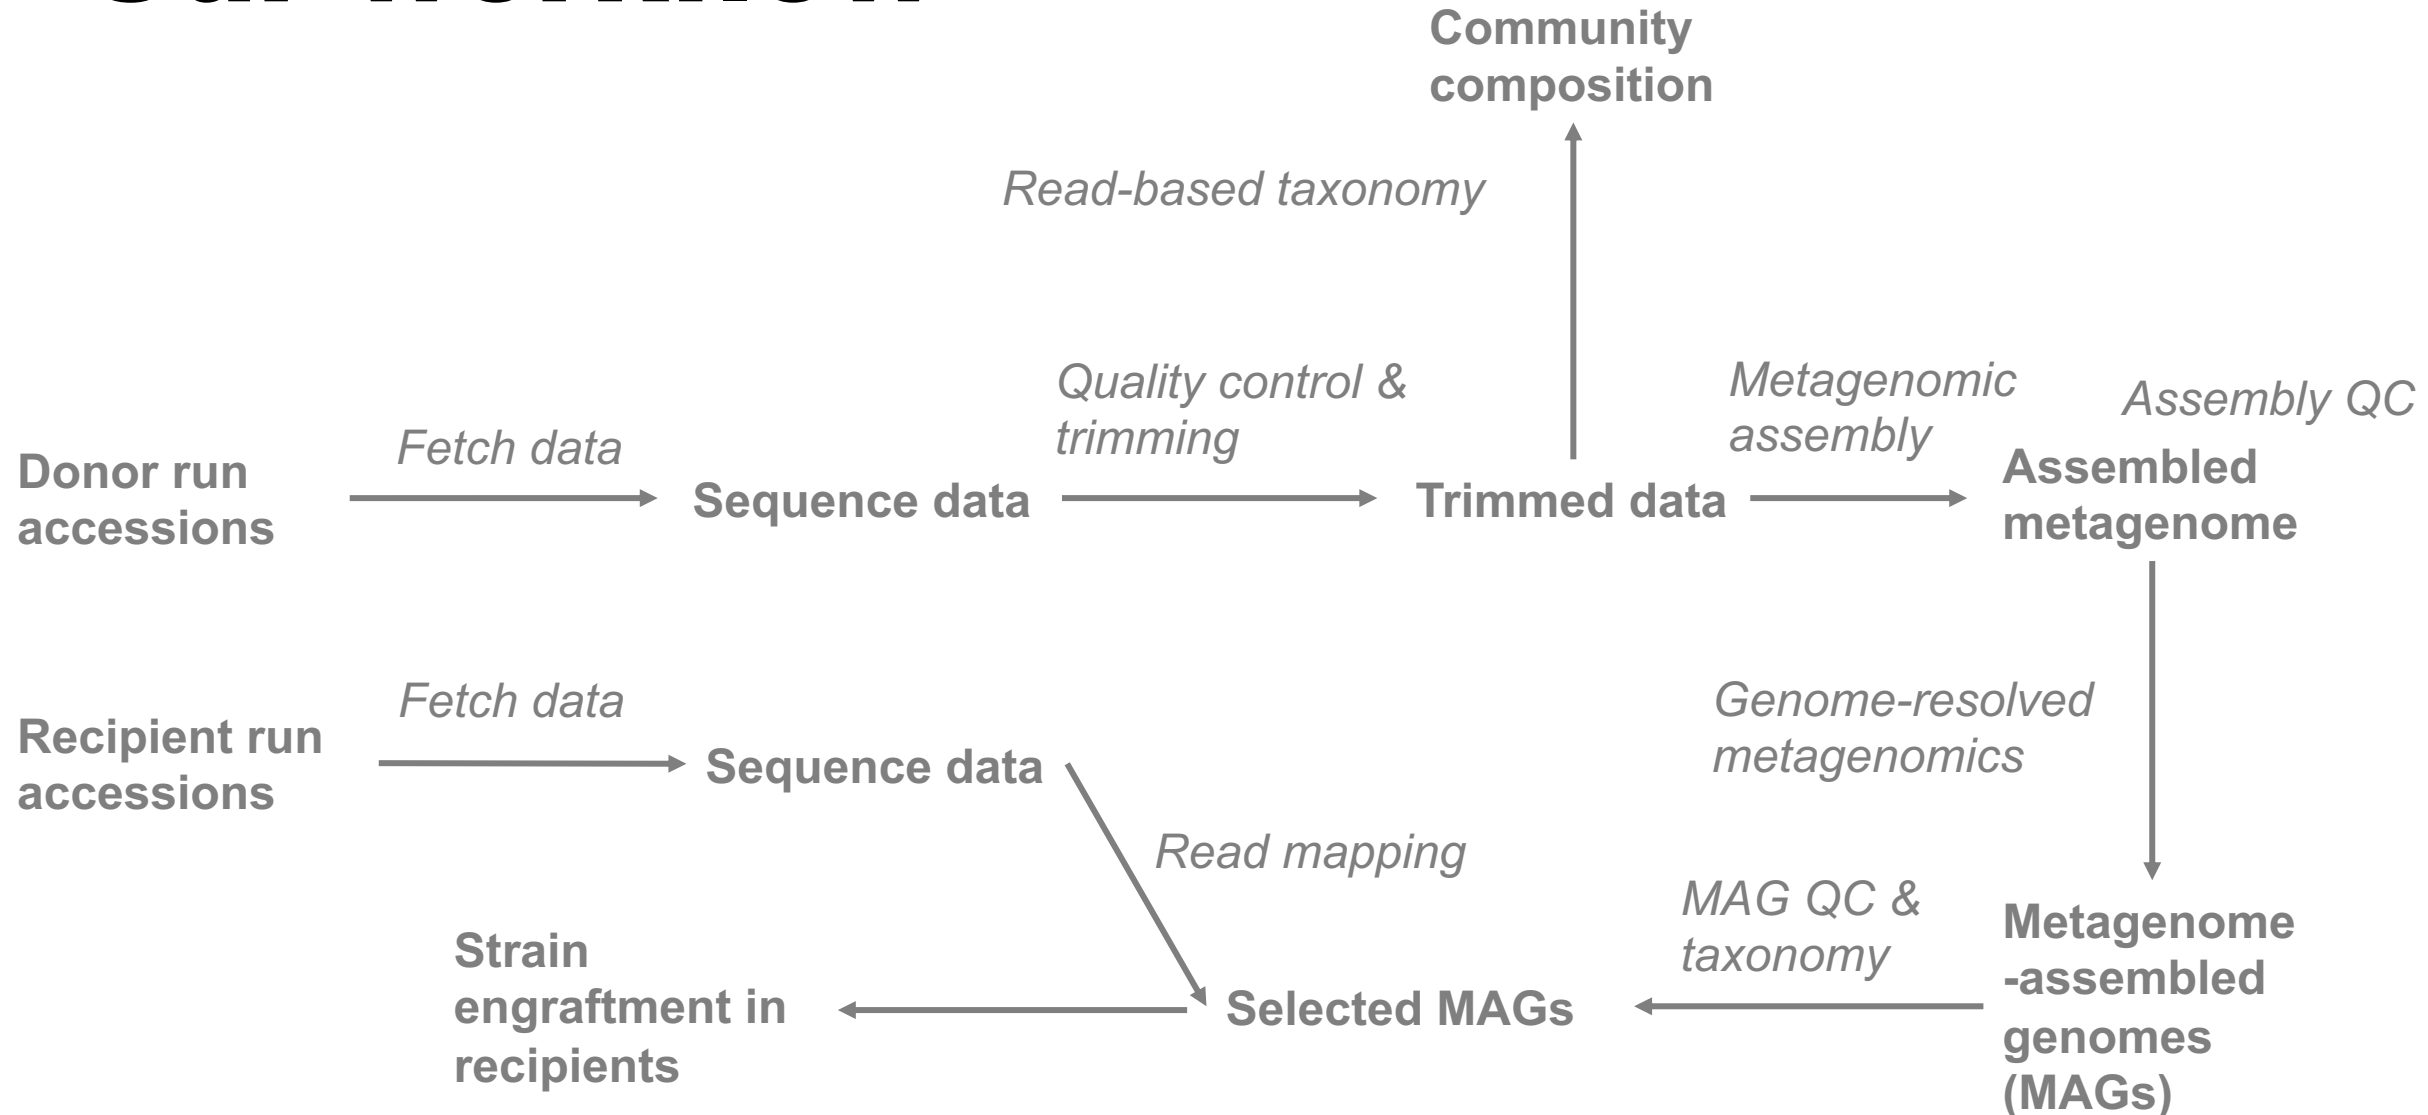 Our workflow
Community
composition
Read-based taxonomy
Quality control &
trimming
Metagenomic
assembly
Assembly QC
Fetch data
Donor run
accessions
Sequence data
Trimmed data
Assembled
metagenome
Fetch data
Recipient run
accessions
Sequence data
Genome-resolved
metagenomics
Read mapping
MAG QC &
taxonomy
Strain
engraftment in
recipients
Selected MAGs
Metagenome
-assembled
genomes
(MAGs)